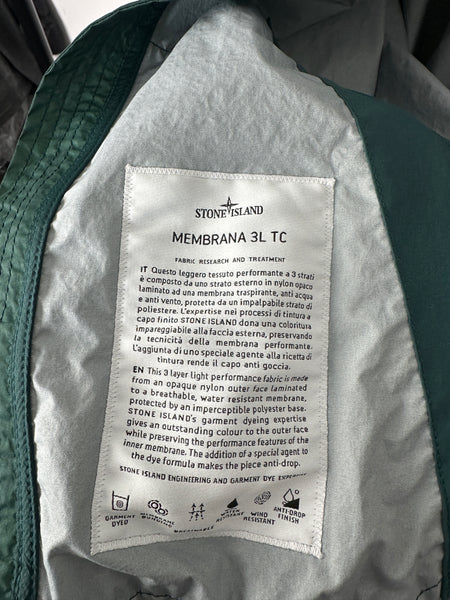 STONE ISLAND
MEMBRANA 3L TC
FABRIC RESEARCH AND TREATMENT
IT Questo leggero tessuto performante a 3 strati
è composto da uno strato esterno in nylon opaco
laminato ad una membrana traspirante, anti acqua
e anti vento, protetta da un impalpabile strato di
poliestere. L'expertise nei processi di tintura a
capo finito STONE ISLAND dona una coloritura
impareggiabile alla faccia esterna, preservando
la tecnicità della membrana performante.
L'aggiunta di uno speciale agente alla ricetta di
tintura rende il capo anti goccia.
EN This 3 layer light performance fabric is made
from an opaque nylon outer face laminated
to a breathable, water resistant membrane,
protected by an imperceptible polyester base.
STONE ISLAND's garment dyeing expertise
gives an outstanding colour to the outer face
while preserving the performance features of the
inner membrane. The addition of a special agent to
the dye formula makes the piece anti-drop.
STONE ISLAND ENGINEERING AND GARMENT DYE EXPERTISE
GARMENT DYED
WATER RESISTANT
WIND RESISTANT
ANTI-DROP FINISH